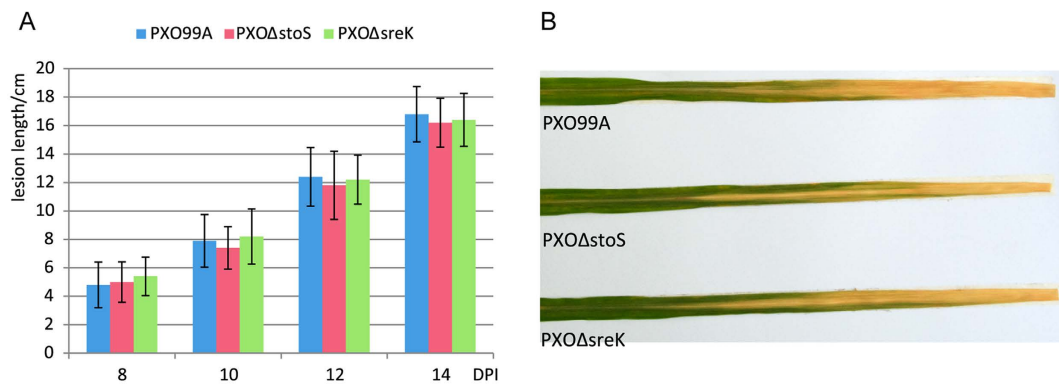 A
PXO99A PXOΔstoS PXOΔsreK
lesion length/cm
20
18
16
14
12
10
8
6
4
2
0
8 10 12 14 DPI
B
PXO99A
PXOΔstoS
PXOΔsreK